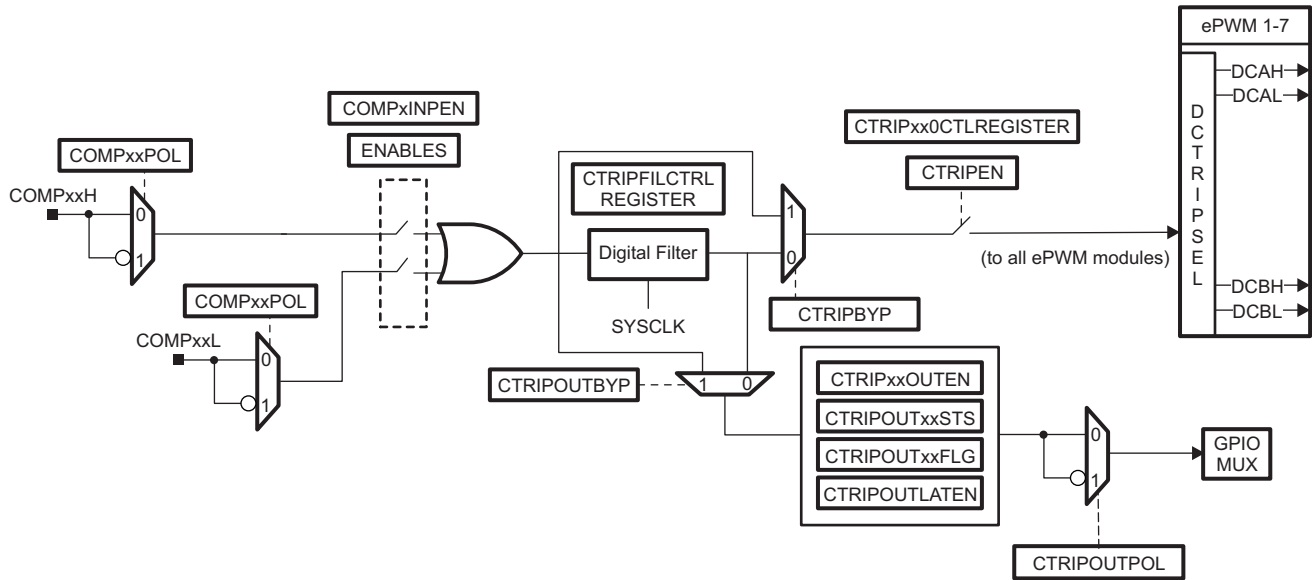 ePWM 1-7
DCAH
DCAL
DCTRIPSEL
DCBH
DCBL
COMPxINPEN
ENABLES
COMPxxPOL
COMPxxH
0
1
COMPxxPOL
COMPxxL
0
1
CTRIPFILCTRL
REGISTER
Digital Filter
SYSCLK
1
0
CTRIPBYP
CTRIPxx0CTLREGISTER
CTRIPEN
(to all ePWM modules)
CTRIPOUTBYP
1 0
CTRIPxxOUTEN
CTRIPOUTxxSTS
CTRIPOUTxxFLG
CTRIPOUTLATEN
0
1
CTRIPOUTPOL
GPIO
MUX